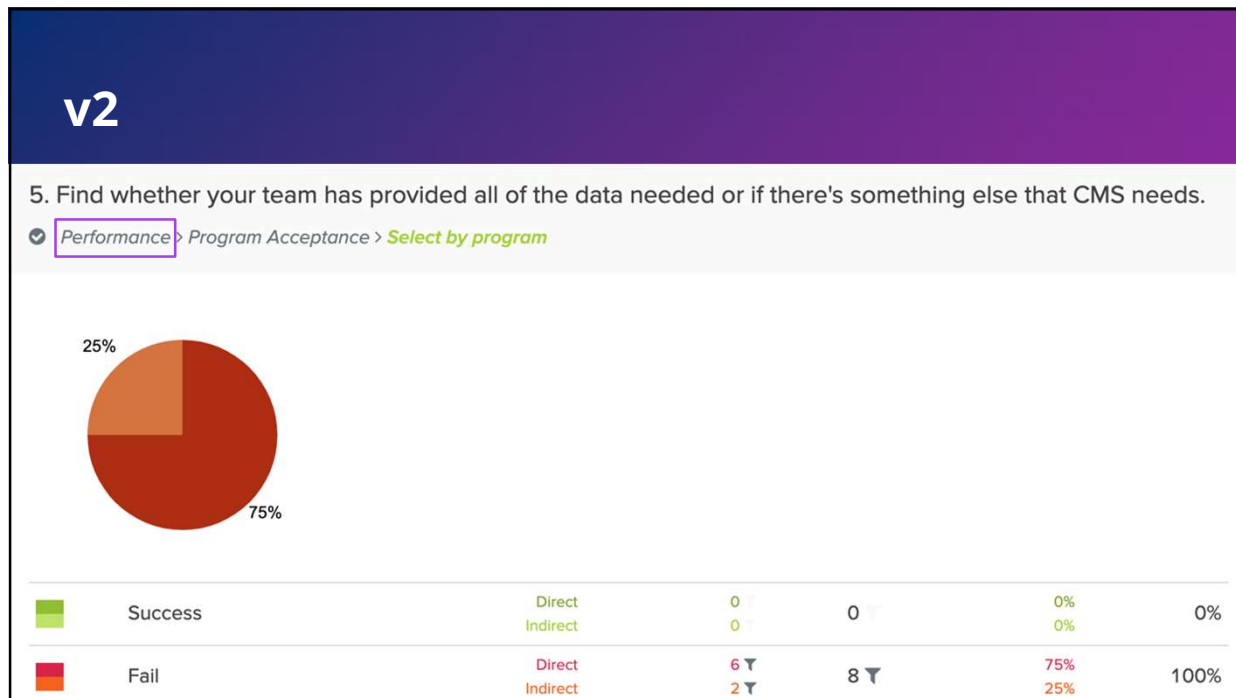 v2
5. Find whether your team has provided all of the data needed or if there's something else that CMS needs.
Performance > Program Acceptance > Select by program
25%
75%
Success Direct 0 0 0% 0%
Indirect 0 0%
Fail Direct 6 8 75% 100%
Indirect 2 25%